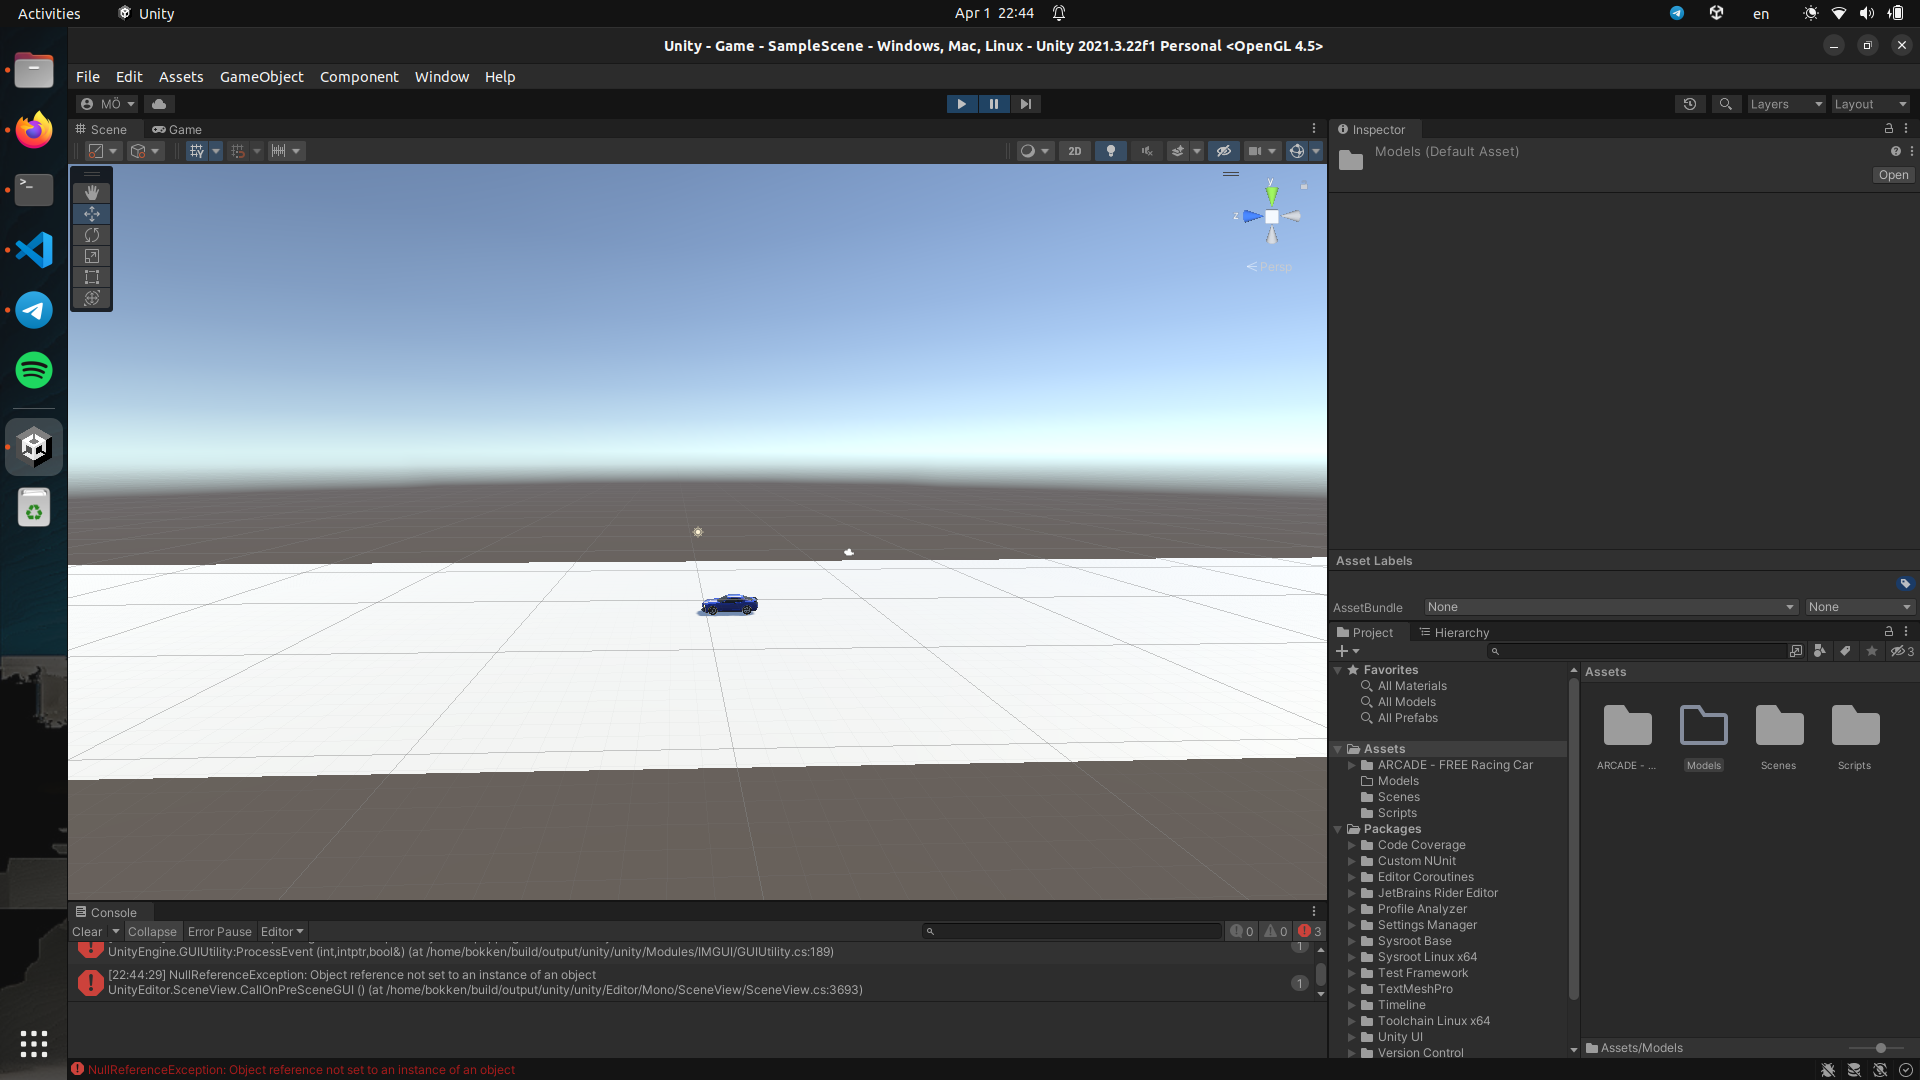 Activities
Unity
Apr 1 22:44
en
Unity - Game - SampleScene - Windows, Mac, Linux - Unity 2021.3.22f1 Personal <OpenGL 4.5>
File Edit Assets GameObject Component Window Help
MÖ
Layers
Layout
Scene
Game
2D
y
z
Persp
Inspector
Models (Default Asset)
Open
Asset Labels
AssetBundle
None
None
Project
Hierarchy
3
Favorites
All Materials
All Models
All Prefabs
Assets
ARCADE - FREE Racing Car
Models
Scenes
Scripts
Packages
Code Coverage
Custom NUnit
Editor Coroutines
JetBrains Rider Editor
Profile Analyzer
Settings Manager
Sysroot Base
Sysroot Linux x64
Test Framework
TextMeshPro
Timeline
Toolchain Linux x64
Unity UI
Version Control
Assets
ARCADE - ...
Models
Scenes
Scripts
Assets/Models
Console
Clear Collapse Error Pause Editor
0 0 3
UnityEngine.GUIUtility:ProcessEvent (int,intptr,bool&) (at /home/bokken/build/output/unity/unity/Modules/IMGUI/GUIUtility.cs:189)
1
[22:44:29] NullReferenceException: Object reference not set to an instance of an object
UnityEditor.SceneView.CallOnPreSceneGUI () (at /home/bokken/build/output/unity/unity/Editor/Mono/SceneView/SceneView.cs:3693)
1
NullReferenceException: Object reference not set to an instance of an object